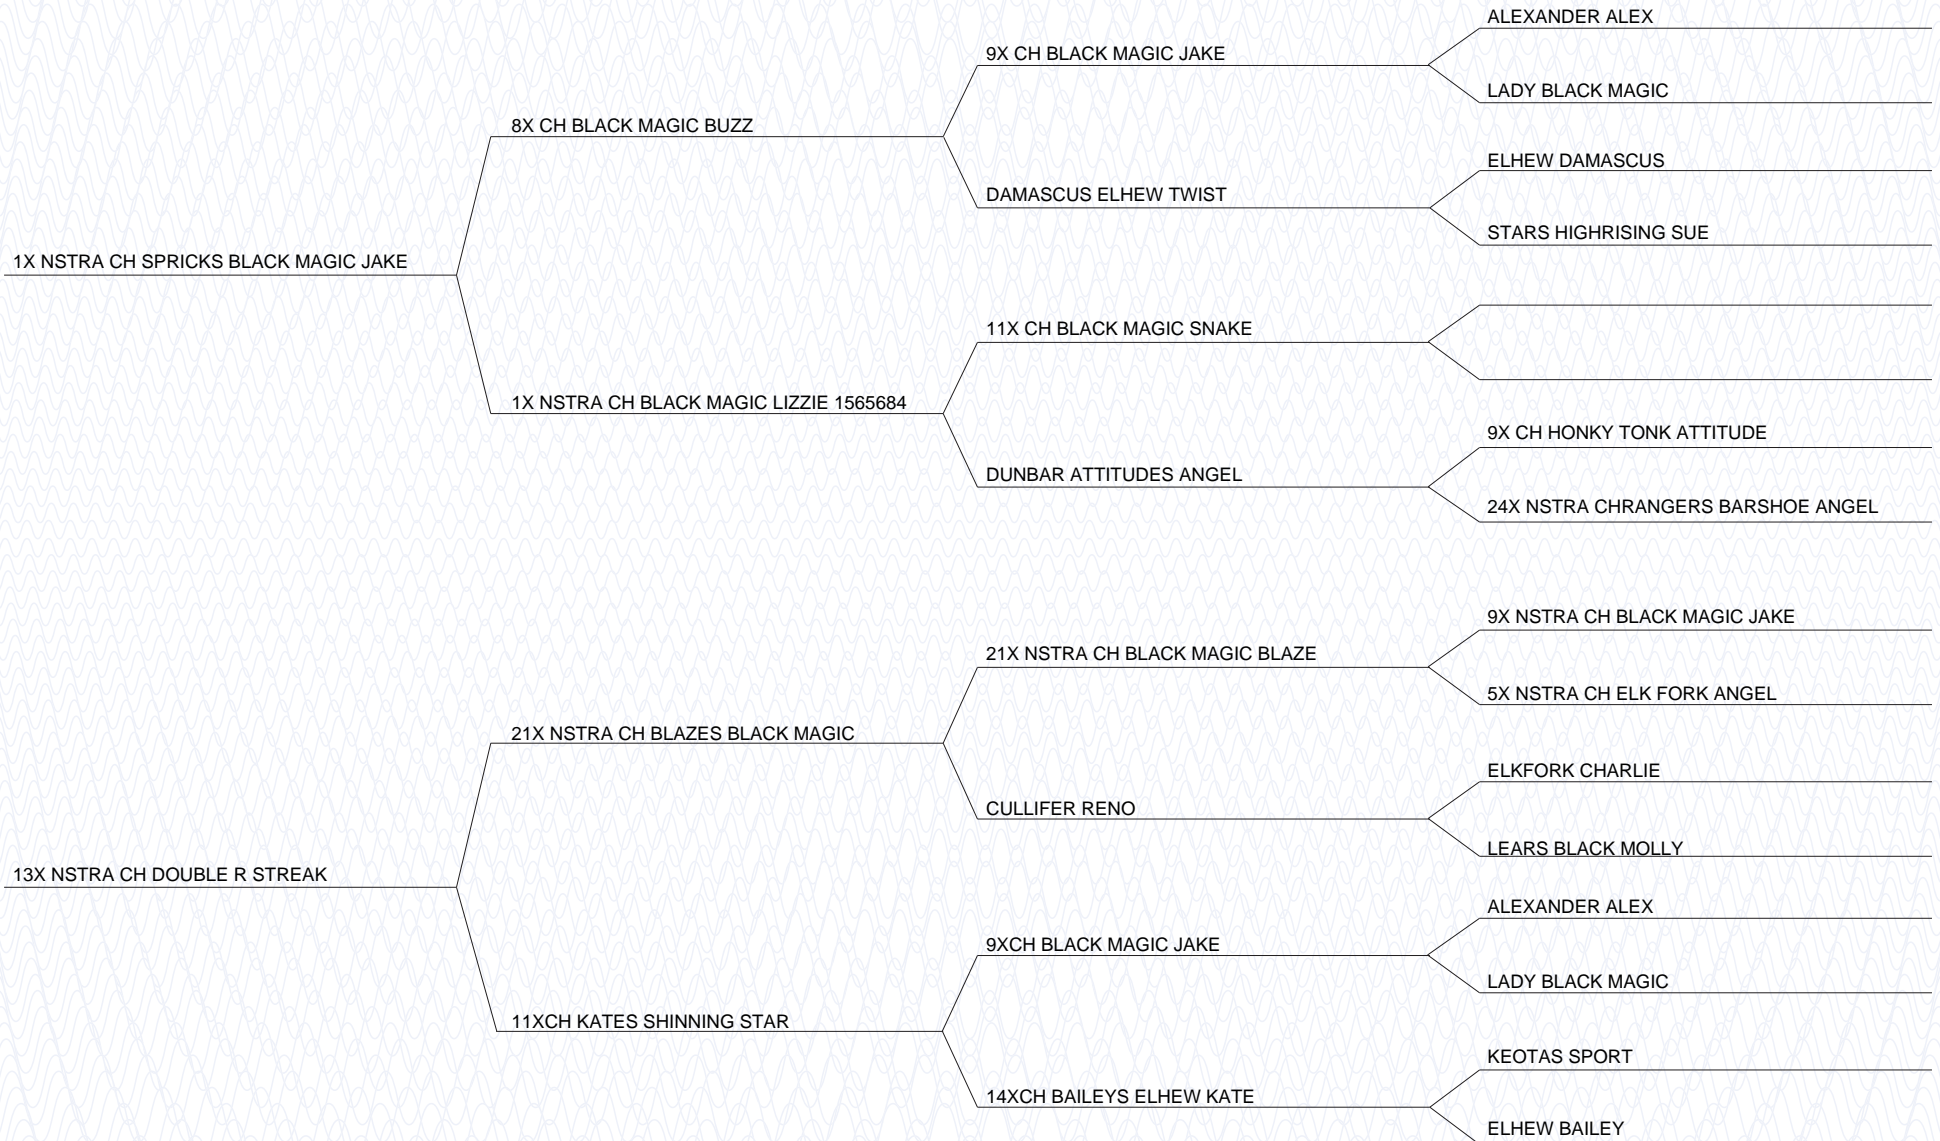 ALEXANDER ALEX
9X CH BLACK MAGIC JAKE
LADY BLACK MAGIC
8X CH BLACK MAGIC BUZZ
ELHEW DAMASCUS
DAMASCUS ELHEW TWIST
STARS HIGHRISING SUE
1X NSTRA CH SPRICKS BLACK MAGIC JAKE
11X CH BLACK MAGIC SNAKE
1X NSTRA CH BLACK MAGIC LIZZIE 1565684
9X CH HONKY TONK ATTITUDE
DUNBAR ATTITUDES ANGEL
24X NSTRA CHRANGERS BARSHOE ANGEL
9X NSTRA CH BLACK MAGIC JAKE
21X NSTRA CH BLACK MAGIC BLAZE
5X NSTRA CH ELK FORK ANGEL
21X NSTRA CH BLAZES BLACK MAGIC
ELKFORK CHARLIE
CULLIFER RENO
LEARS BLACK MOLLY
13X NSTRA CH DOUBLE R STREAK
ALEXANDER ALEX
9XCH BLACK MAGIC JAKE
LADY BLACK MAGIC
11XCH KATES SHINNING STAR
KEOTAS SPORT
14XCH BAILEYS ELHEW KATE
ELHEW BAILEY